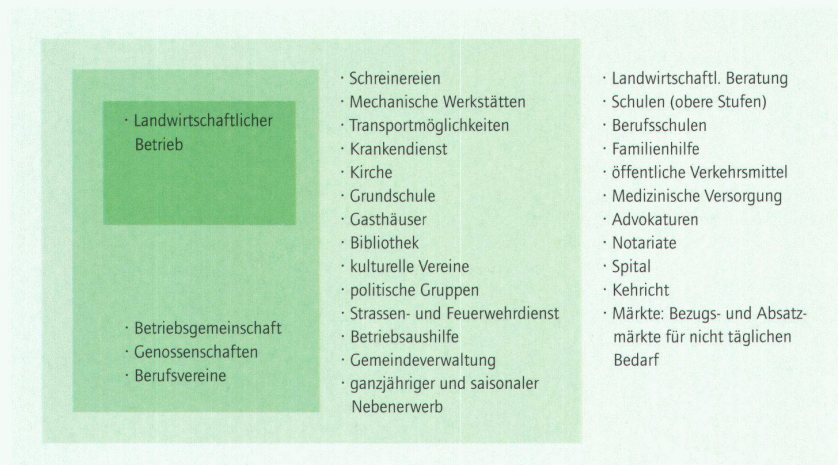 · Landwirtschaftlicher
Betrieb
· Betriebsgemeinschaft
· Genossenschaften
· Berufsvereine
· Schreinereien
· Mechanische Werkstätten
· Transportmöglichkeiten
· Krankendienst
· Kirche
· Grundschule
· Gasthäuser
· Bibliothek
· kulturelle Vereine
· politische Gruppen
· Strassen- und Feuerwehrdienst
· Betriebsaushilfe
· Gemeindeverwaltung
· ganzjähriger und saisonaler
Nebenerwerb
· Landwirtschaftl. Beratung
· Schulen (obere Stufen)
· Berufsschulen
· Familienhilfe
· öffentliche Verkehrsmittel
· Medizinische Versorgung
· Advokaturen
· Notariate
· Spital
· Kehricht
· Märkte: Bezugs- und Absatz-
märkte für nicht täglichen
Bedarf